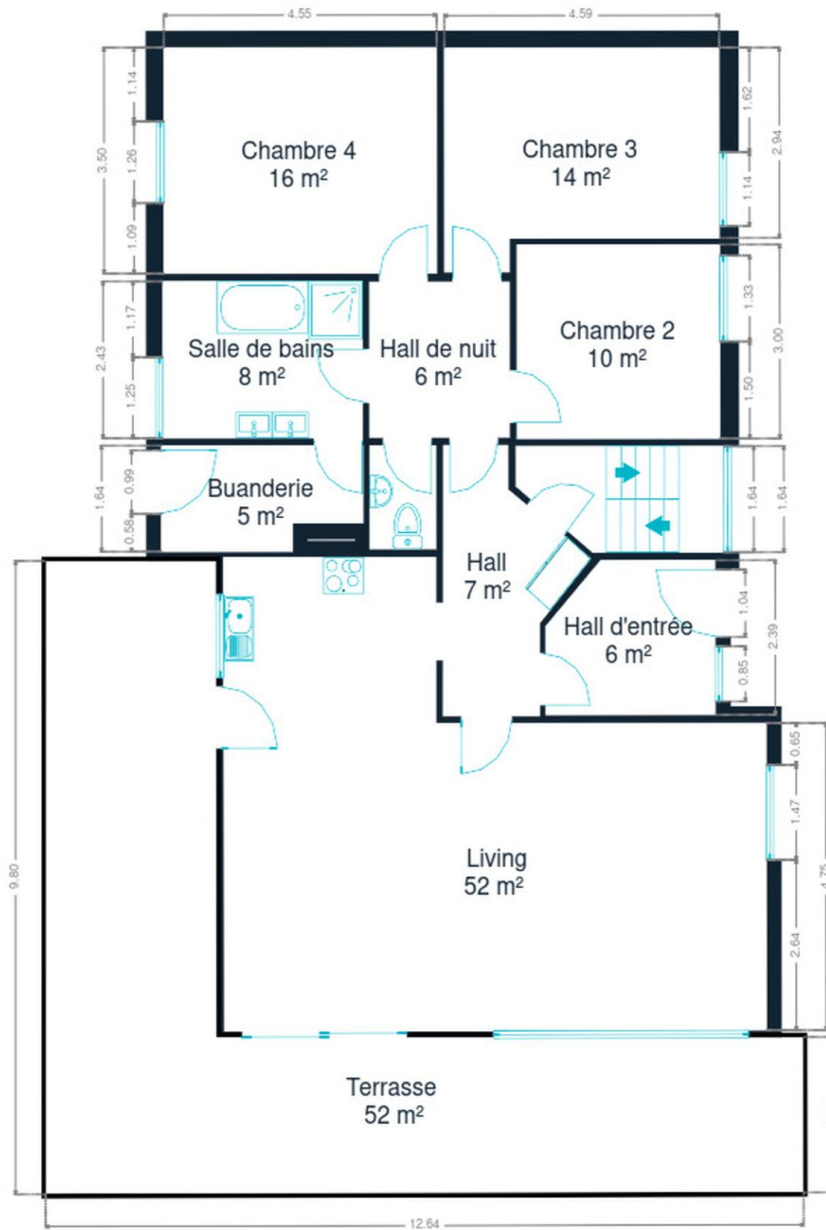 4.55
4.59
1.14
1.62
3.50
1.26
1.09
Chambre 4
16 m²
Chambre 3
14 m²
2.94
1.14
2.43
1.17
1.25
Salle de bains
8 m²
Hall de nuit
6 m²
Chambre 2
10 m²
1.33
3.00
1.50
1.64
0.99
0.58
Buanderie
5 m²
1.64
1.64
Hall
7 m²
Hall d'entrée
6 m²
1.04
2.39
0.85
0.65
1.47
4.75
2.64
9.80
Living
52 m²
Terrasse
52 m²
12.64